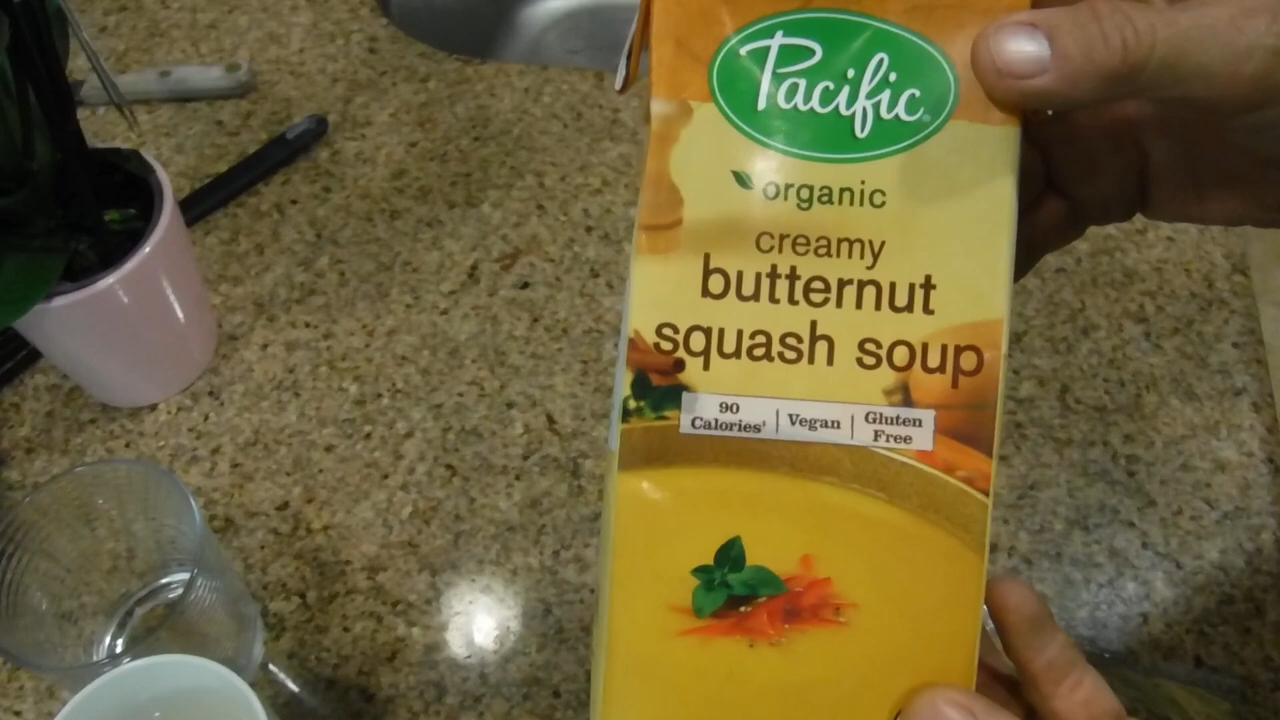 Pacific
organic
creamy
butternut
squash soup
90 Calories† | Vegan | Gluten Free